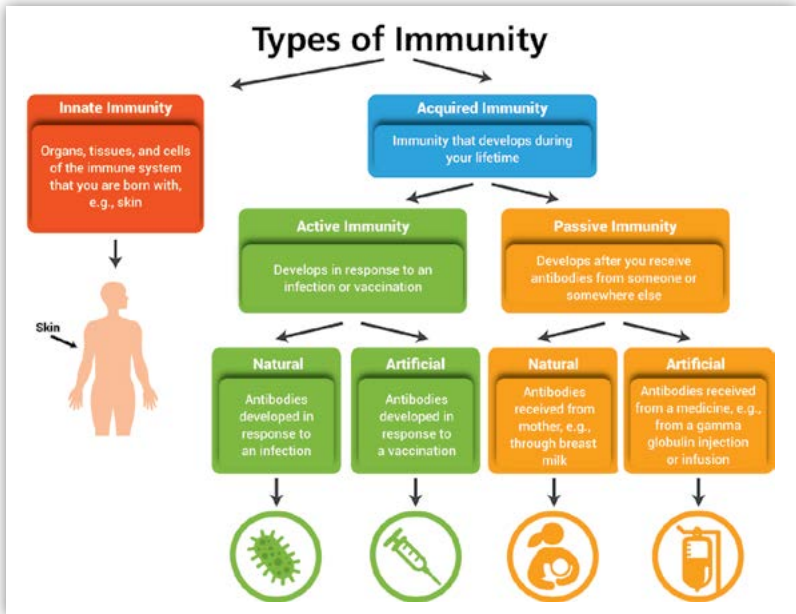 Types of Immunity
Innate Immunity
Organs, tissues, and cells
of the immune system
that you are born with,
e.g., skin
Skin
Acquired Immunity
Immunity that develops during
your lifetime
Active Immunity
Develops in response to an
infection or vaccination
Passive Immunity
Develops after you receive
antibodies from someone or
somewhere else
Natural
Antibodies
developed in
response to
an infection
Artificial
Antibodies
developed in
response to
a vaccination
Natural
Antibodies
received from
mother, e.g.,
through breast
milk
Artificial
Antibodies received
from a medicine, e.g.,
from a gamma
globulin injection
or infusion